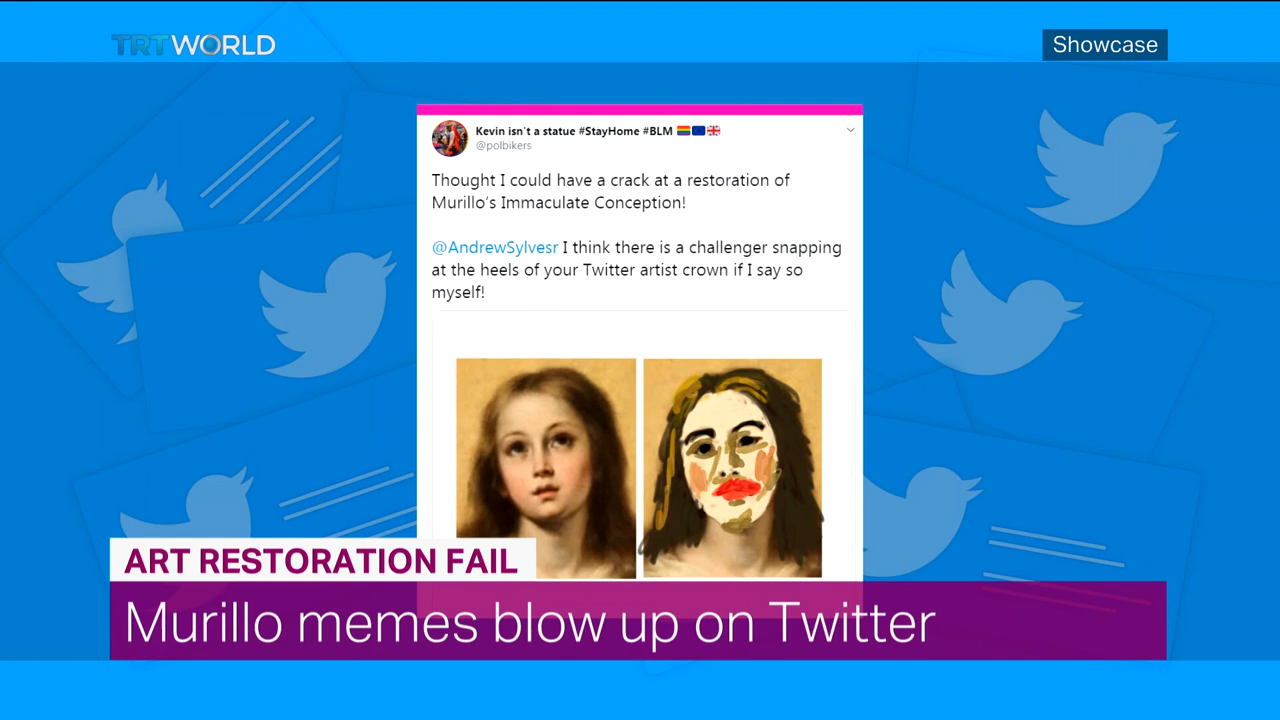 TRT WORLD
Showcase
Kevin isn't a statue #StayHome #BLM 🏳️‍🌈🇪🇺🇬🇧
@polbikers
Thought I could have a crack at a restoration of
Murillo's Immaculate Conception!
@AndrewSylvesr I think there is a challenger snapping
at the heels of your Twitter artist crown if I say so
myself!
ART RESTORATION FAIL
Murillo memes blow up on Twitter